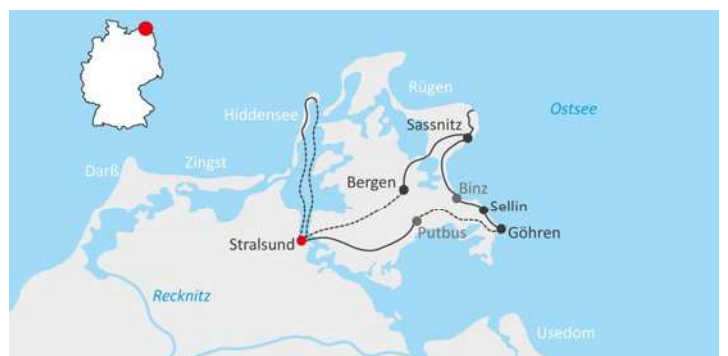 Rügen
Hiddensee
Ostsee
Sassnitz
Zingst
Darß
Bergen
Binz
Sellin
Putbus
Göhren
Stralsund
Recknitz
Usedom